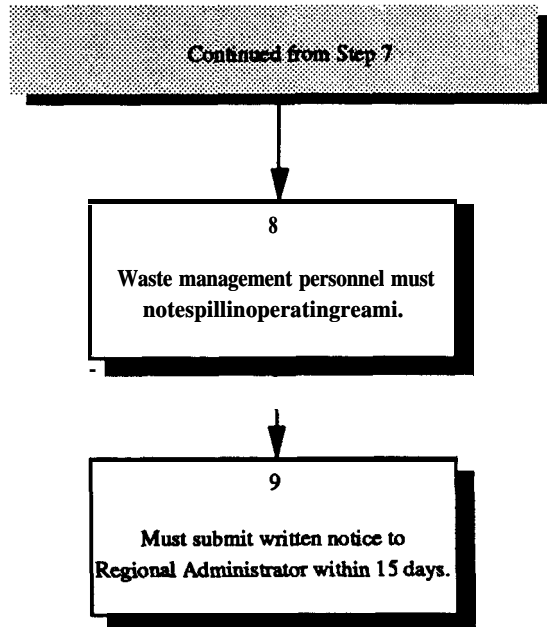 Continued from Step 7
8
Waste management personnel must
notespillinoperatingreami.
9
Must submit written notice to
Regional Administrator within 15 days.